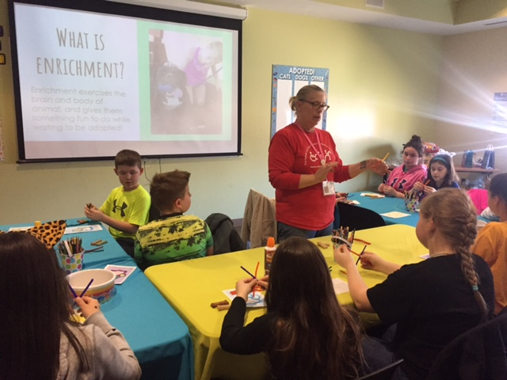 WHAT IS
ENRICHMENT?
Enrichment exercises the
brain and body of
animal, and gives them
something fun to do while
waiting to be adopted!
ADOPTED!
CATS DOGS OTHER